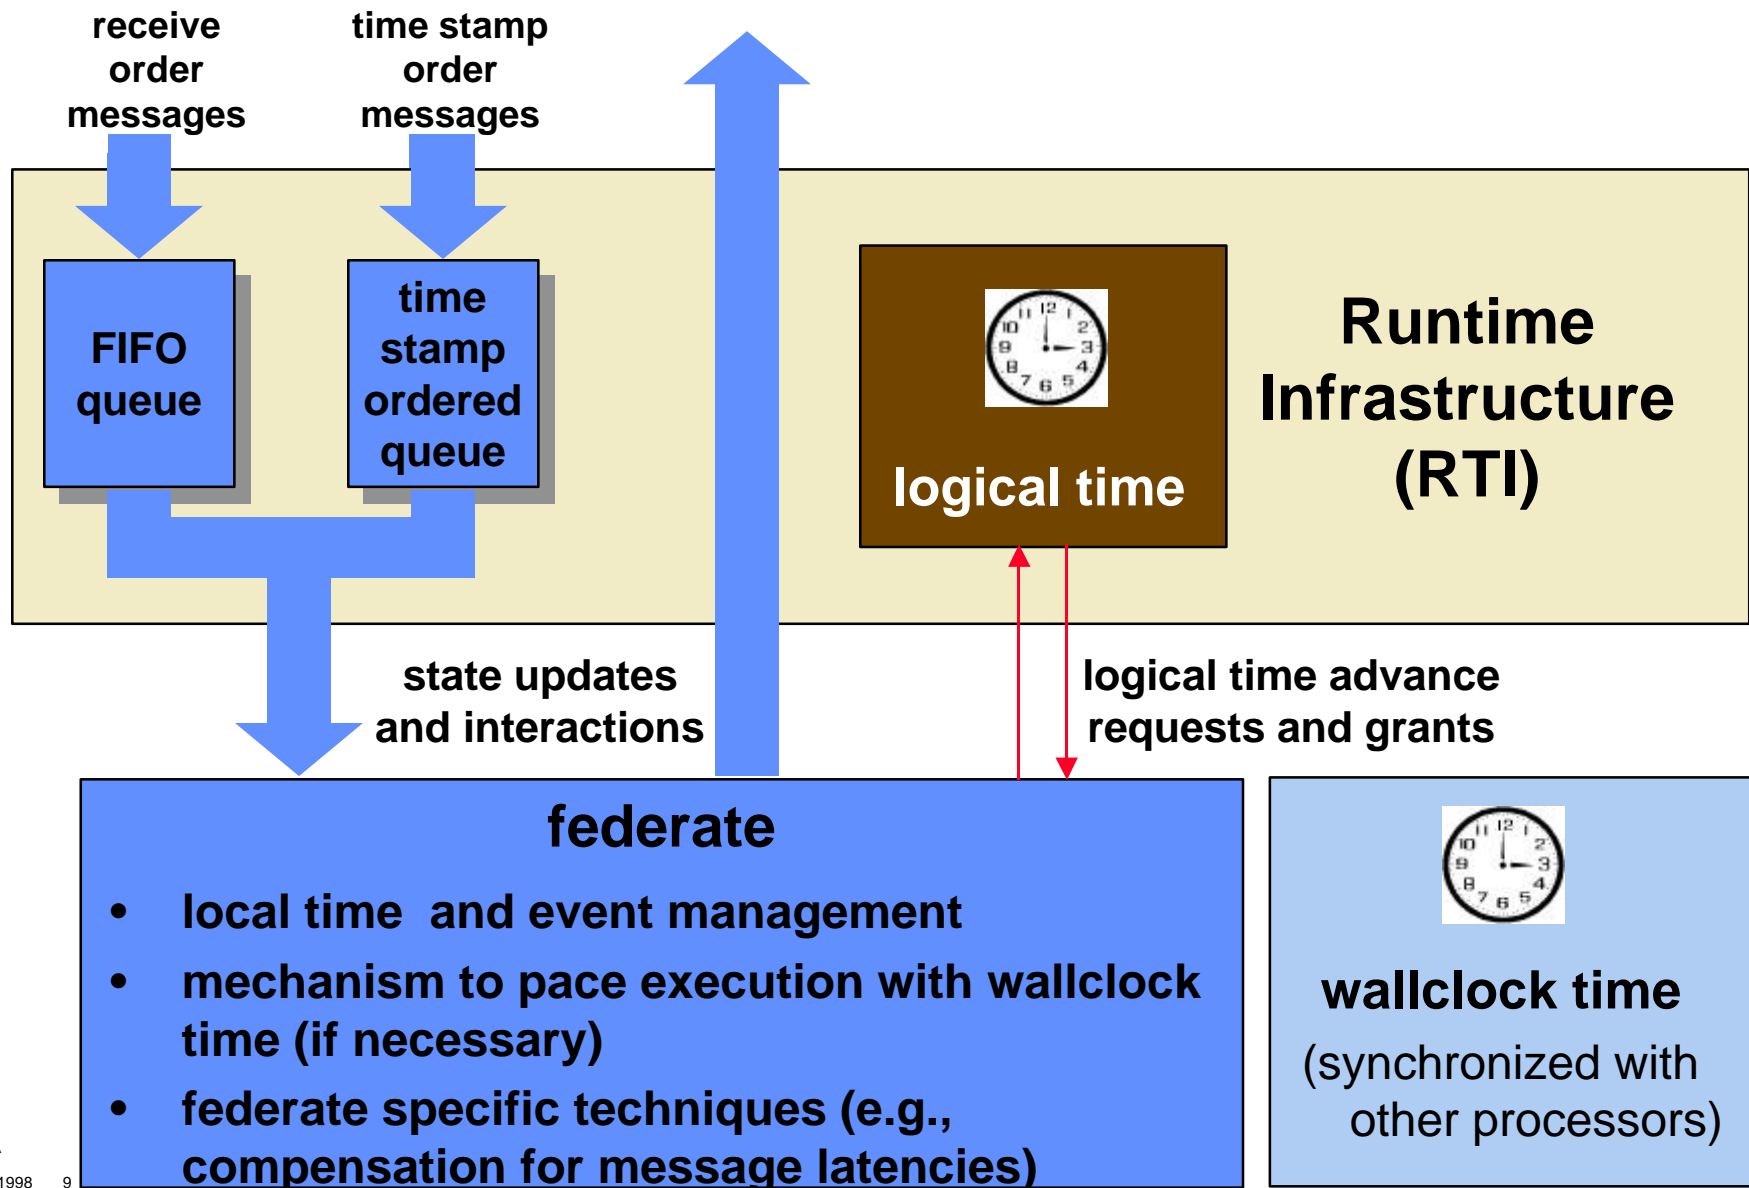 receive
order
messages
time stamp
order
messages
FIFO
queue
time
stamp
ordered
queue
logical time
Runtime
Infrastructure
(RTI)
state updates
and interactions
logical time advance
requests and grants
federate
• local time and event management
• mechanism to pace execution with wallclock
time (if necessary)
• federate specific techniques (e.g.,
compensation for message latencies)
wallclock time
(synchronized with
other processors)
1998 9